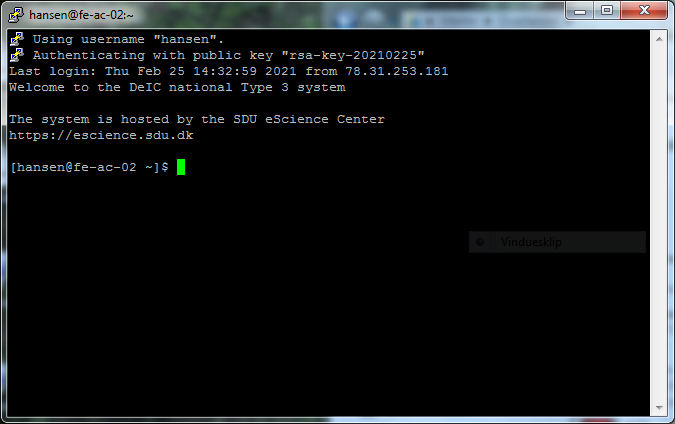 hansen@fe-ac-02:~
Using username "hansen".
Authenticating with public key "rsa-key-20210225"
Last login: Thu Feb 25 14:32:59 2021 from 78.31.253.181
Welcome to the DeIC national Type 3 system
The system is hosted by the SDU eScience Center
https://escience.sdu.dk
[hansen@fe-ac-02 ~]$
Vinduesklip